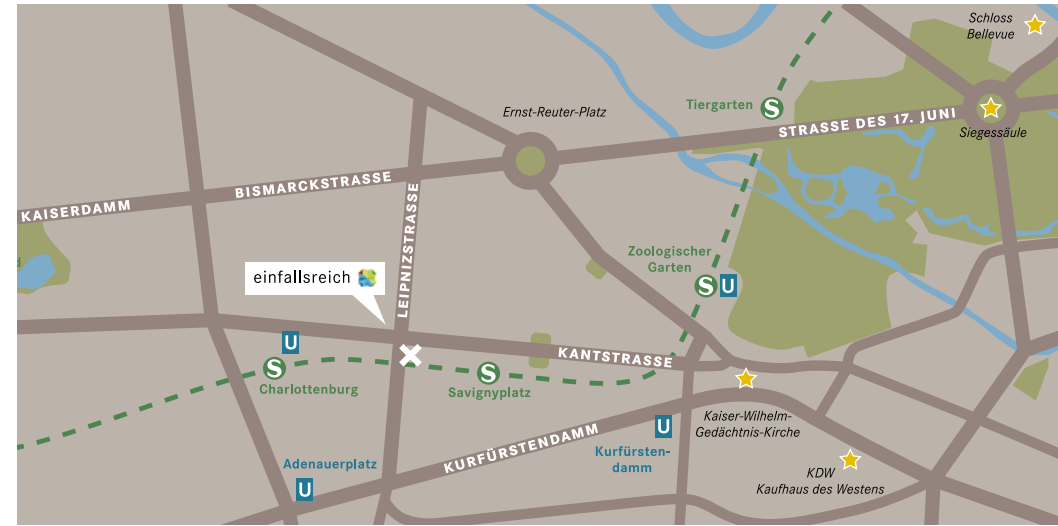 Schloss
Bellevue
Tiergarten
S
Ernst-Reuter-Platz
STRASSE DES 17. JUNI
Siegessäule
BISMARCKSTRASSE
KAISERDAMM
LEIPNIZSTRASSE
Zoologischer
Garten
S
U
einfallsreich
U
S
Charlottenburg
KANTSTRASSE
S
Savignyplatz
Kaiser-Wilhelm-
Gedächtnis-Kirche
U
Kurfürsten-
damm
KURFÜRSTENDAMM
Adenauerplatz
U
KDW
Kaufhaus des Westens